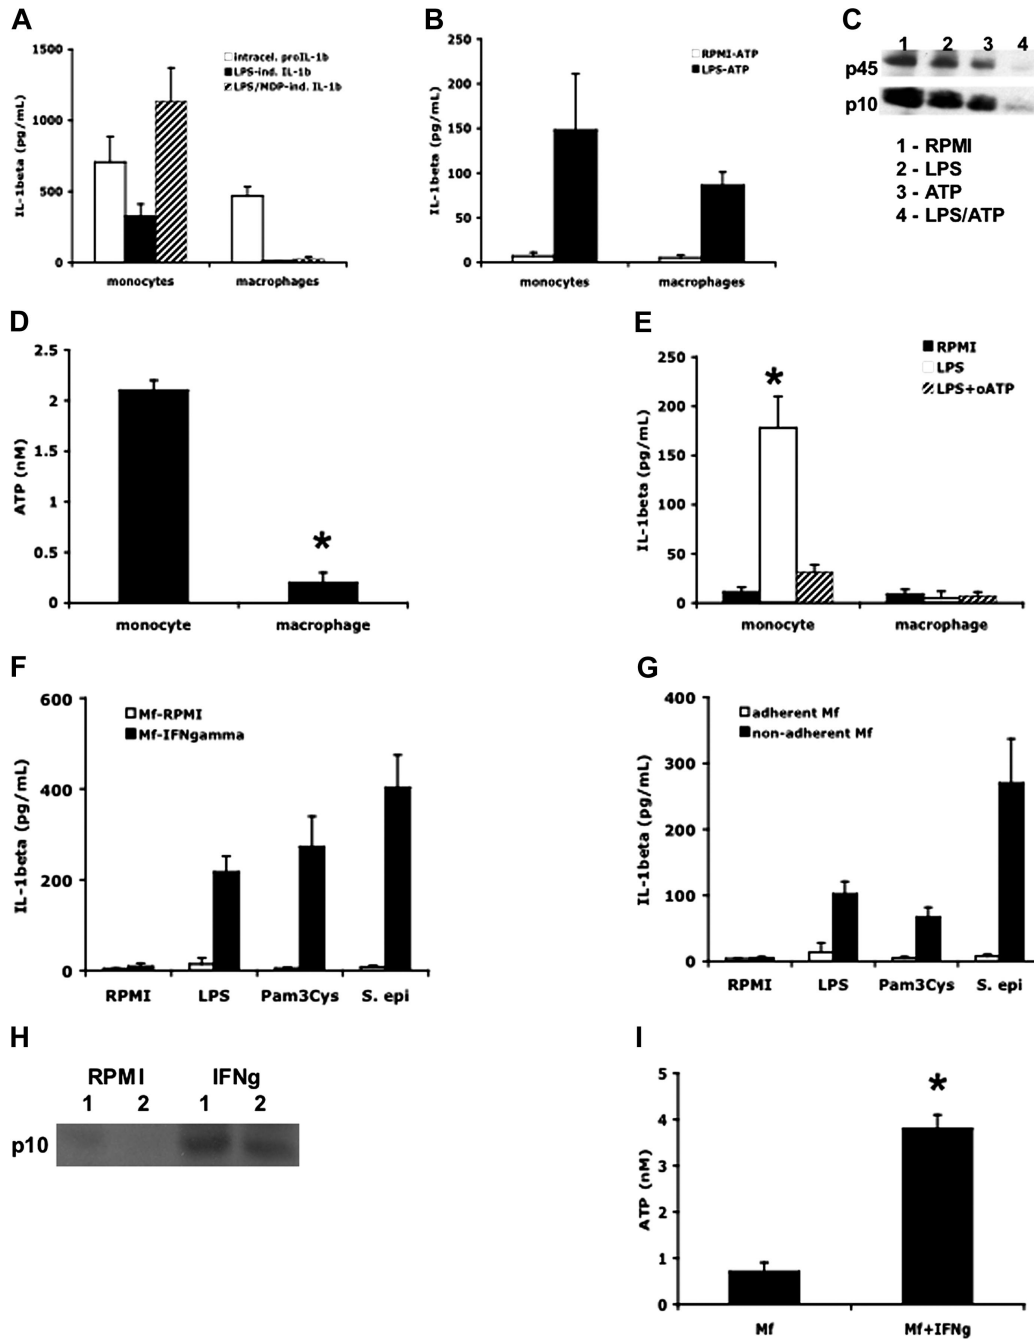 A
1500
1000
500
0
IL-1beta (pg/mL)
intracel. proIL-1b
LPS-ind. IL-1b
LPS/MDP-ind. IL-1b
monocytes
macrophages
B
250
200
150
100
50
0
IL-1beta (pg/mL)
RPMI-ATP
LPS-ATP
monocytes
macrophages
C
1 2 3 4
p45
p10
1 - RPMI
2 - LPS
3 - ATP
4 - LPS/ATP
D
2.5
2
1.5
1
0.5
0
ATP (nM)
*
monocyte
macrophage
E
250
200
150
100
50
0
IL-1beta (pg/mL)
RPMI
LPS
LPS+oATP
*
monocyte
macrophage
F
600
400
200
0
IL-1beta (pg/mL)
Mf-RPMI
Mf-IFNgamma
RPMI LPS Pam3Cys S. epi
G
400
300
200
100
0
IL-1beta (pg/mL)
adherent Mf
non-adherent Mf
RPMI LPS Pam3Cys S. epi
H
RPMI IFNg
1 2 1 2
p10
I
5
4
3
2
1
0
ATP (nM)
*
Mf
Mf+IFNg